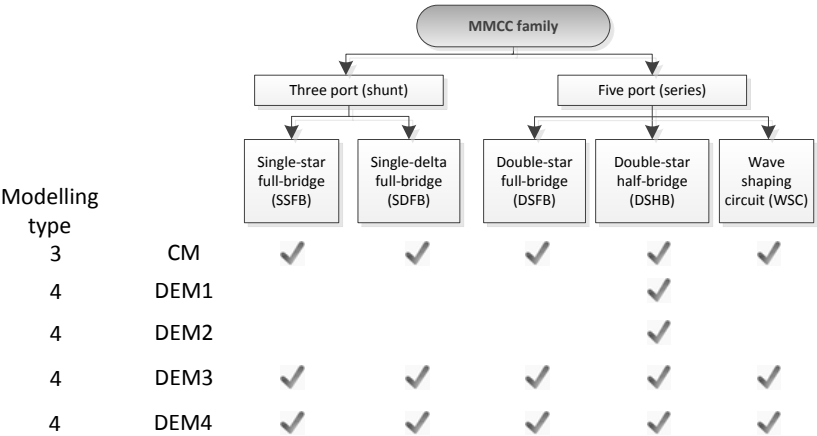 MMCC family
Three port (shunt)
Five port (series)
Single-star
full-bridge
(SSFB)
Single-delta
full-bridge
(SDFB)
Double-star
full-bridge
(DSFB)
Double-star
half-bridge
(DSHB)
Wave
shaping
circuit (WSC)
Modelling
type
3 CM
4 DEM1
4 DEM2
4 DEM3
4 DEM4